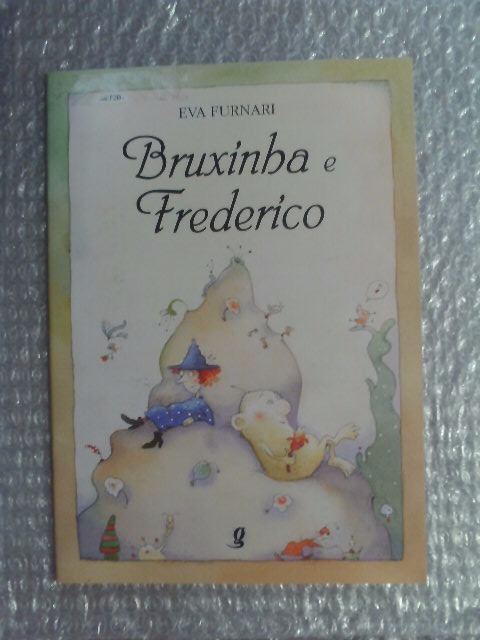 EVA FURNARI
Bruxinha e
Frederico
g